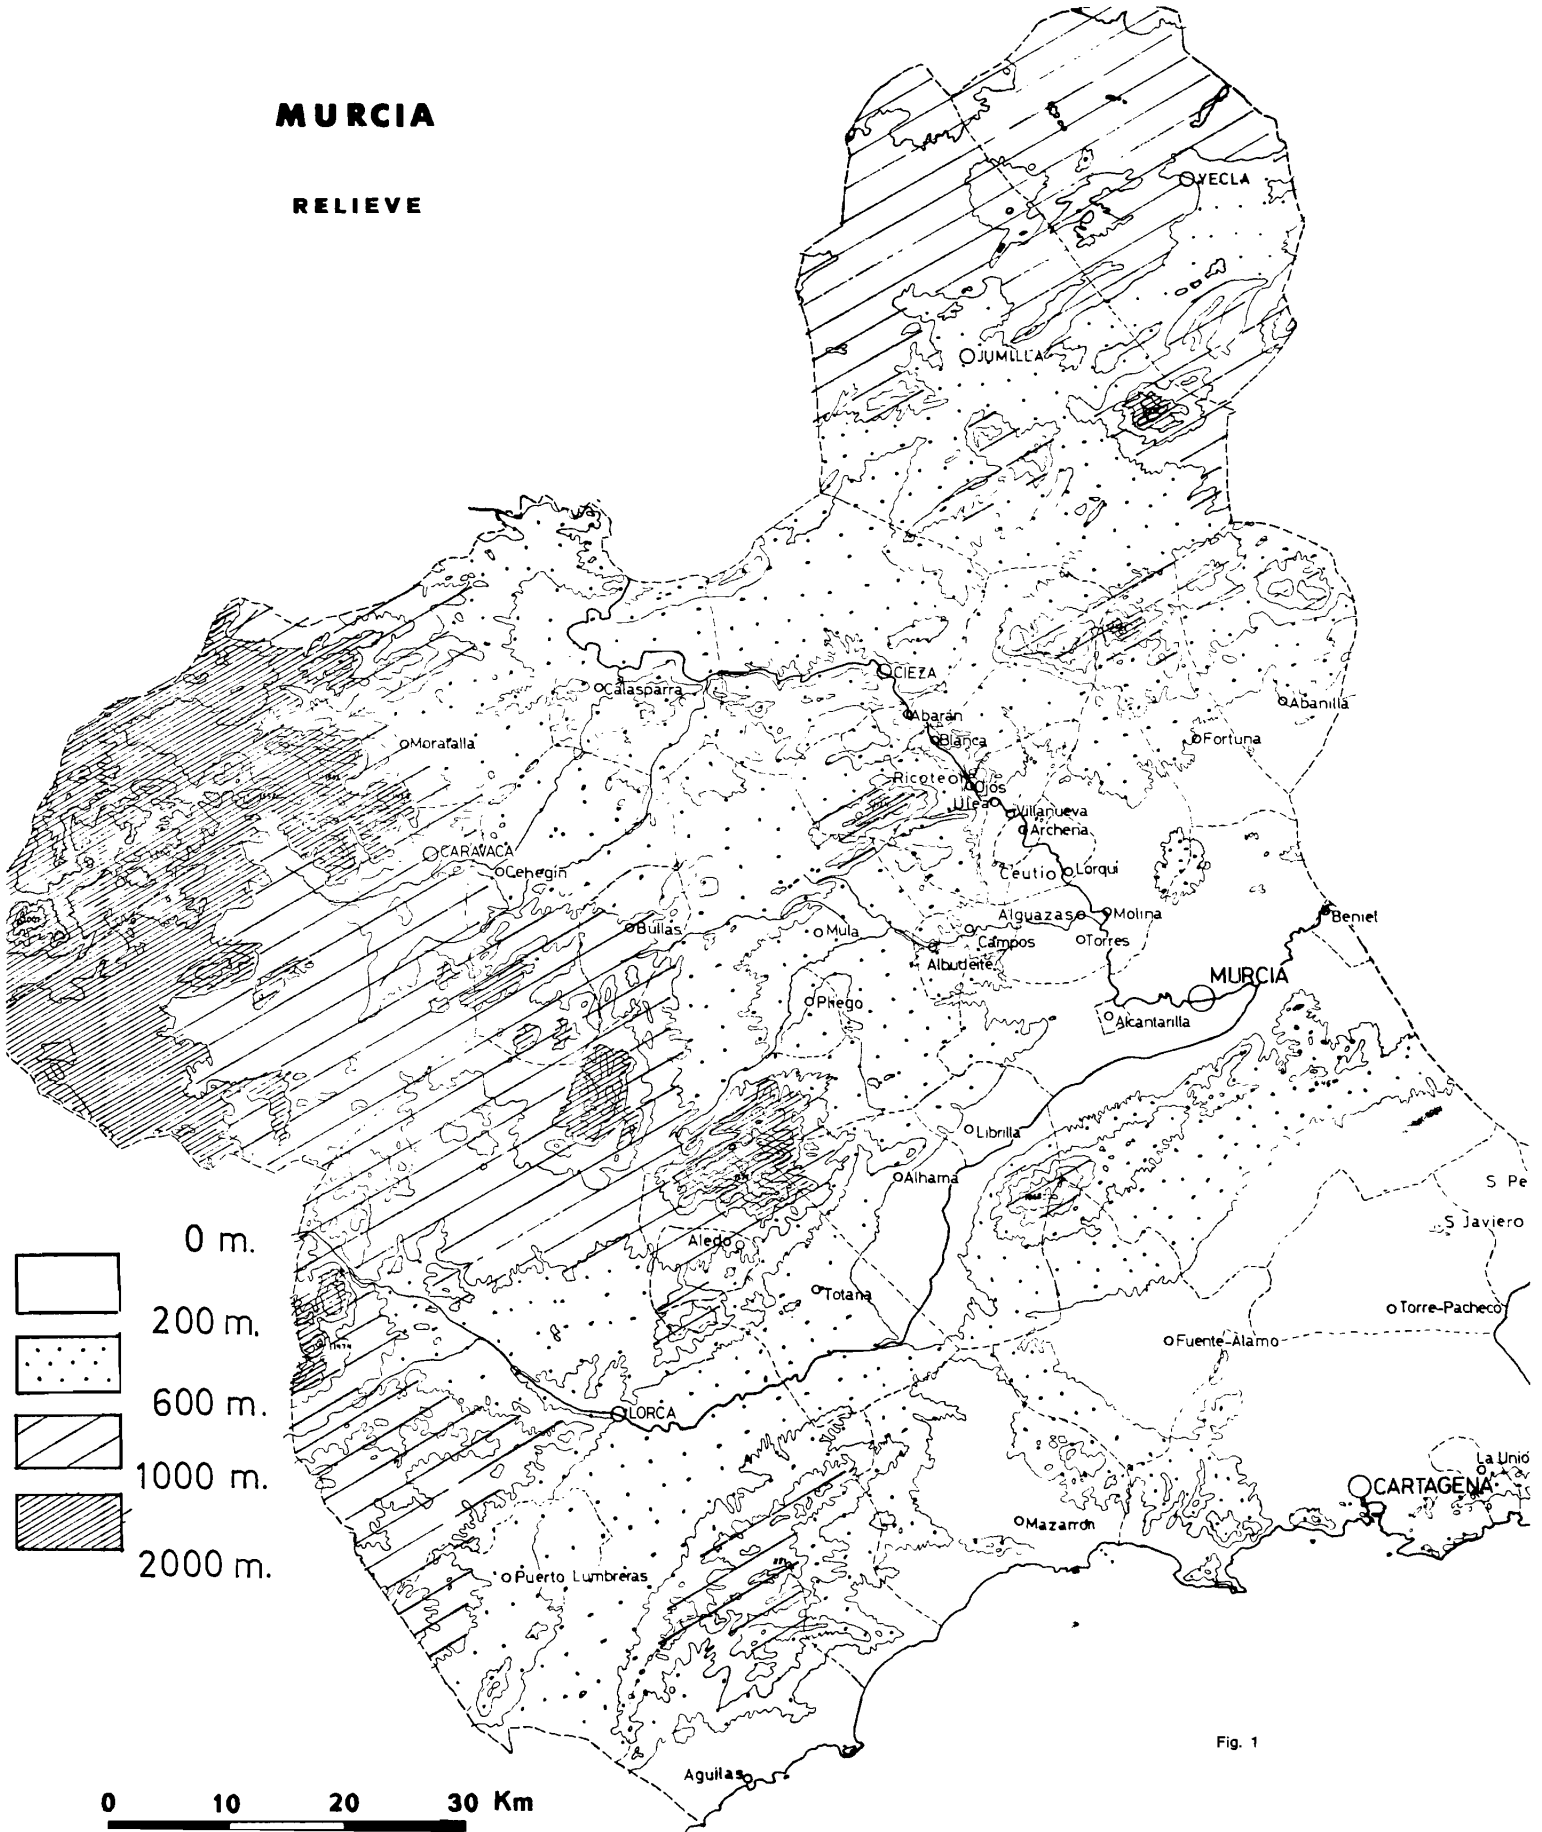 MURCIA
RELIEVE
YECLA
JUMILLA
CIEZA
Calasparra
Abarán
Abanilla
Moratalla
Blanca
Fortuna
Ricote
Ojós
Ulea
Villanueva
Archena
CARAVACA
Cehegín
Ceutí
Lorquí
Alguazas
Molina
Beniel
Bullas
Mula
Campos
Torres
Albudeite
MURCIA
Pliego
Alcantarilla
Librilla
Alhama
S Pe
S Javier
Aledo
Totana
Torre-Pacheco
Fuente-Álamo
LORCA
La Unió
CARTAGENA
Mazarrón
Puerto Lumbreras
Aguilas
0 m.
200 m.
600 m.
1000 m.
2000 m.
Fig. 1
0 10 20 30 Km